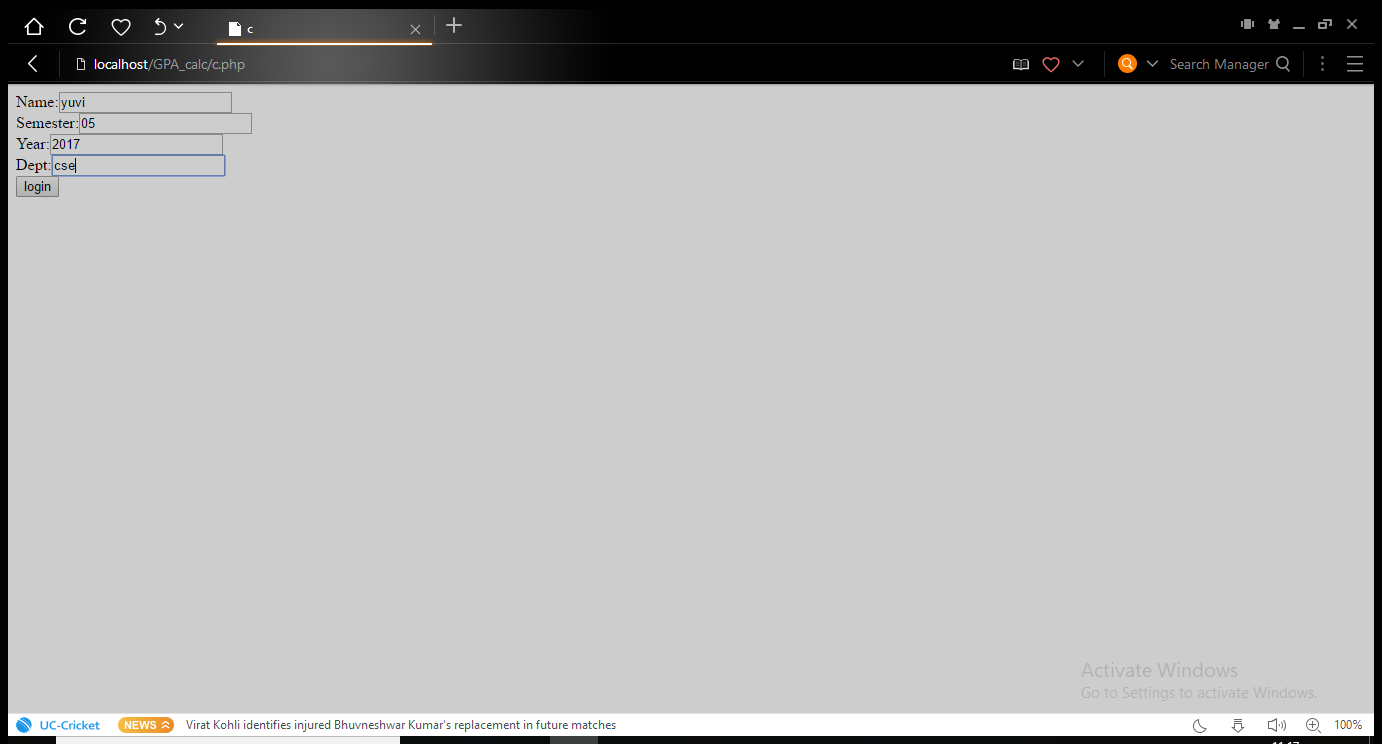 c
localhost/GPA_calc/c.php
Search Manager
Name:yuvi
Semester:05
Year:2017
Dept:cse
login
Activate Windows
Go to Settings to activate Windows.
UC-Cricket NEWS Virat Kohli identifies injured Bhuvneshwar Kumar's replacement in future matches
100%